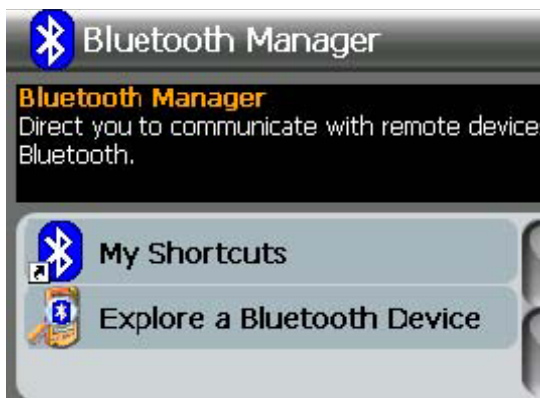 Bluetooth Manager
Bluetooth Manager
Direct you to communicate with remote device
Bluetooth.
My Shortcuts
Explore a Bluetooth Device